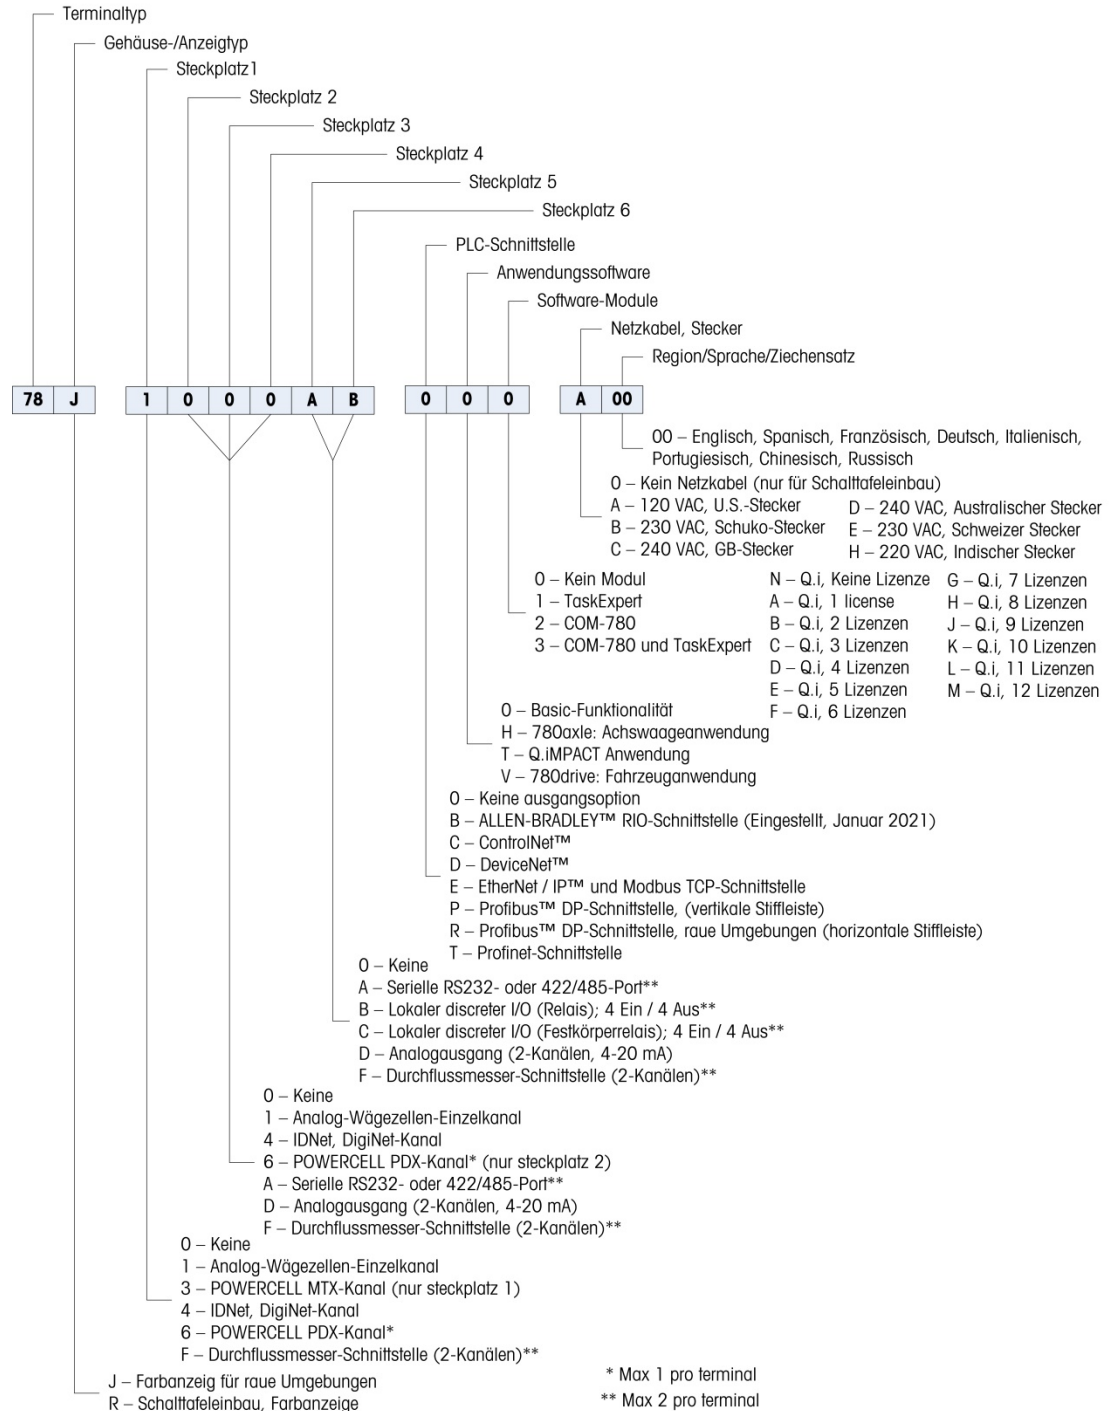 Terminaltyp
Gehäuse-/Anzeigtyp
Steckplatz1
Steckplatz 2
Steckplatz 3
Steckplatz 4
Steckplatz 5
Steckplatz 6
PLC-Schnittstelle
Anwendungssoftware
Software-Module
Netzkabel, Stecker
Region/Sprache/Ziechensatz
78 J 1 0 0 0 A B 0 0 0 A 00
00 – Englisch, Spanisch, Französisch, Deutsch, Italienisch,
Portugiesisch, Chinesisch, Russisch
0 – Kein Netzkabel (nur für Schalttafeleinbau)
A – 120 VAC, U.S.-Stecker
B – 230 VAC, Schuko-Stecker
C – 240 VAC, GB-Stecker
D – 240 VAC, Australischer Stecker
E – 230 VAC, Schweizer Stecker
H – 220 VAC, Indischer Stecker
0 – Kein Modul
1 – TaskExpert
2 – COM-780
3 – COM-780 und TaskExpert
N – Q.i, Keine Lizenze
A – Q.i, 1 license
B – Q.i, 2 Lizenzen
C – Q.i, 3 Lizenzen
D – Q.i, 4 Lizenzen
E – Q.i, 5 Lizenzen
F – Q.i, 6 Lizenzen
G – Q.i, 7 Lizenzen
H – Q.i, 8 Lizenzen
J – Q.i, 9 Lizenzen
K – Q.i, 10 Lizenzen
L – Q.i, 11 Lizenzen
M – Q.i, 12 Lizenzen
0 – Basic-Funktionalität
H – 780axle: Achswaageanwendung
T – Q.iMPACT Anwendung
V – 780drive: Fahrzeuganwendung
0 – Keine ausgangsoption
B – ALLEN-BRADLEY™ RIO-Schnittstelle (Eingestellt, Januar 2021)
C – ControlNet™
D – DeviceNet™
E – EtherNet / IP™ und Modbus TCP-Schnittstelle
P – Profibus™ DP-Schnittstelle, (vertikale Stiffleiste)
R – Profibus™ DP-Schnittstelle, raue Umgebungen (horizontale Stiffleiste)
T – Profinet-Schnittstelle
0 – Keine
A – Serielle RS232- oder 422/485-Port**
B – Lokaler discreter I/O (Relais); 4 Ein / 4 Aus**
C – Lokaler discreter I/O (Festkörperrelais); 4 Ein / 4 Aus**
D – Analogausgang (2-Kanälen, 4-20 mA)
F – Durchflussmesser-Schnittstelle (2-Kanälen)**
0 – Keine
1 – Analog-Wägezellen-Einzelkanal
4 – IDNet, DigiNet-Kanal
6 – POWERCELL PDX-Kanal* (nur steckplatz 2)
A – Serielle RS232- oder 422/485-Port**
D – Analogausgang (2-Kanälen, 4-20 mA)
F – Durchflussmesser-Schnittstelle (2-Kanälen)**
0 – Keine
1 – Analog-Wägezellen-Einzelkanal
3 – POWERCELL MTX-Kanal (nur steckplatz 1)
4 – IDNet, DigiNet-Kanal
6 – POWERCELL PDX-Kanal*
F – Durchflussmesser-Schnittstelle (2-Kanälen)**
J – Farbanzeig für raue Umgebungen
R – Schalttafeleinbau, Farbanzeige
* Max 1 pro terminal
** Max 2 pro terminal